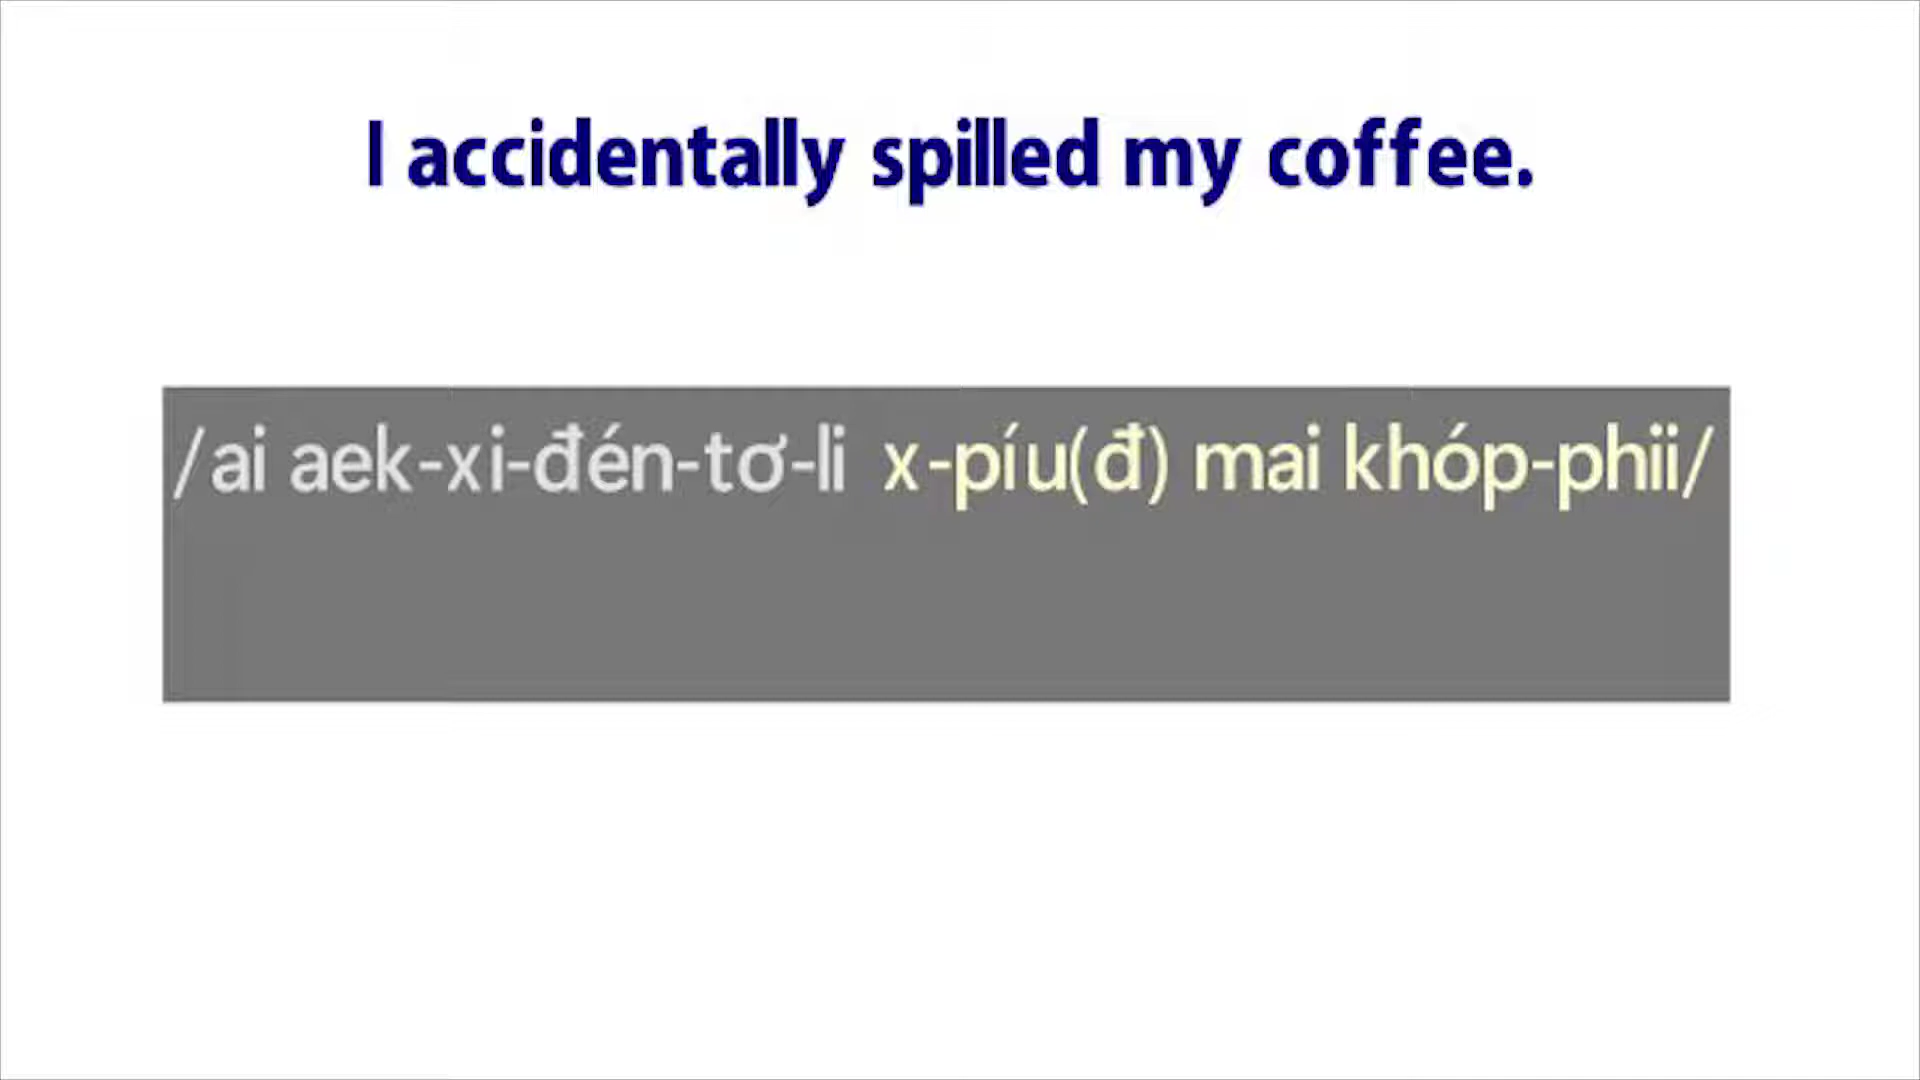 I accidentally spilled my coffee.
/ai aek-xi-đén-tơ-li x-píu(đ) mai khóp-phii/